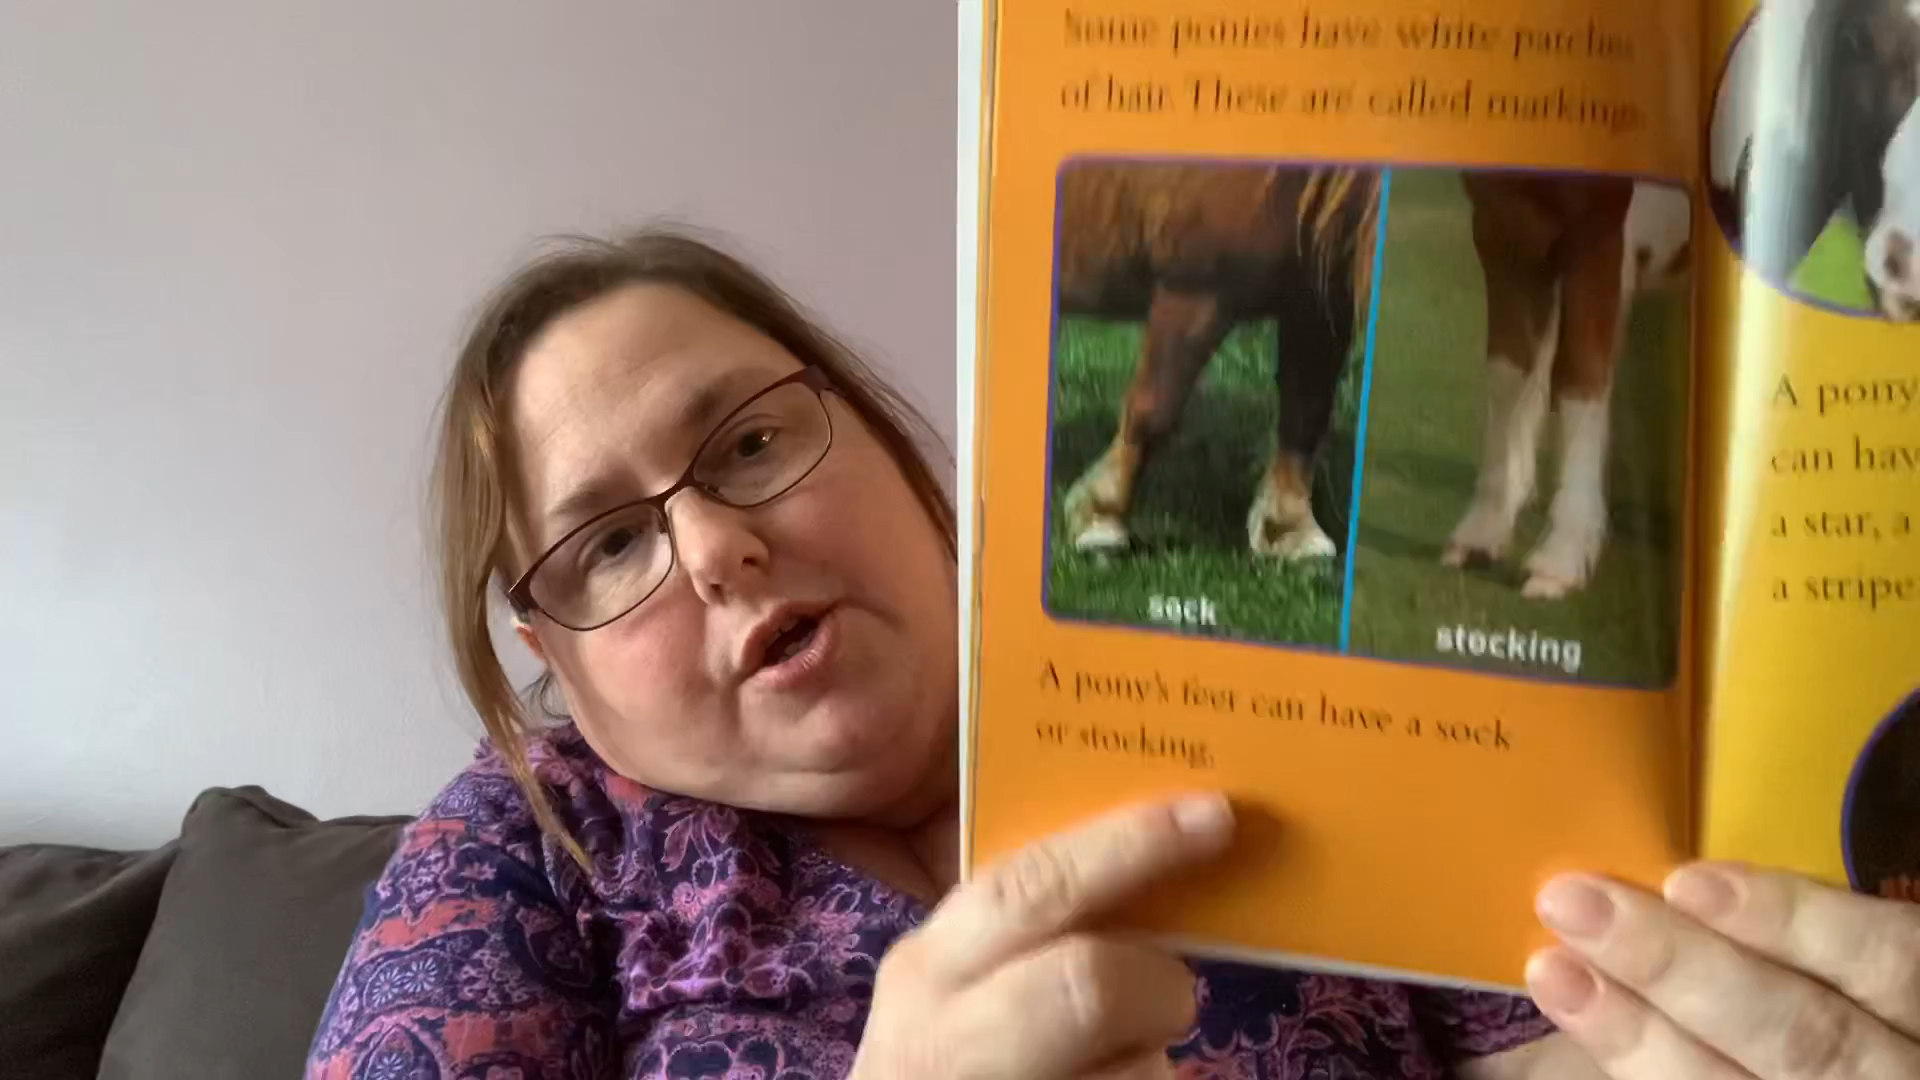 Some ponies have white patches
of hair. These are called markings.
sock
stocking
A pony's feet can have a sock
or stocking.
A pony
can hav
a star, a
a stripe